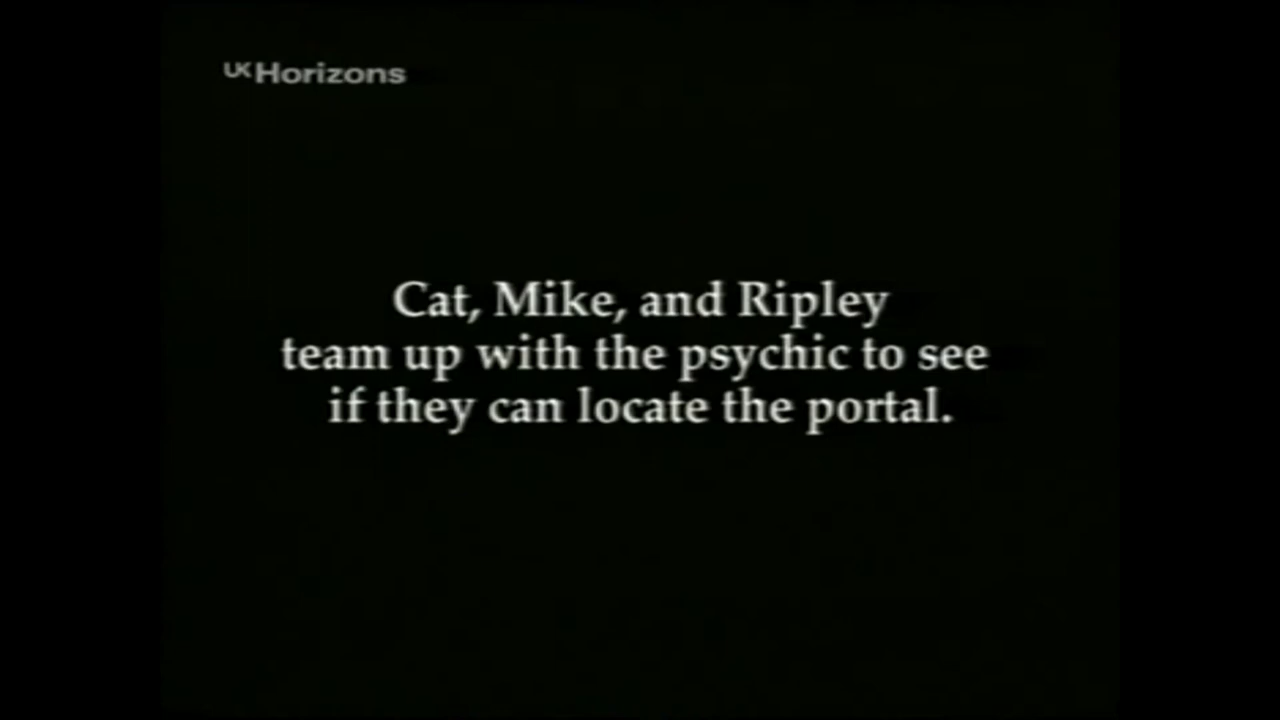 UKHorizons
Cat, Mike, and Ripley
team up with the psychic to see
if they can locate the portal.